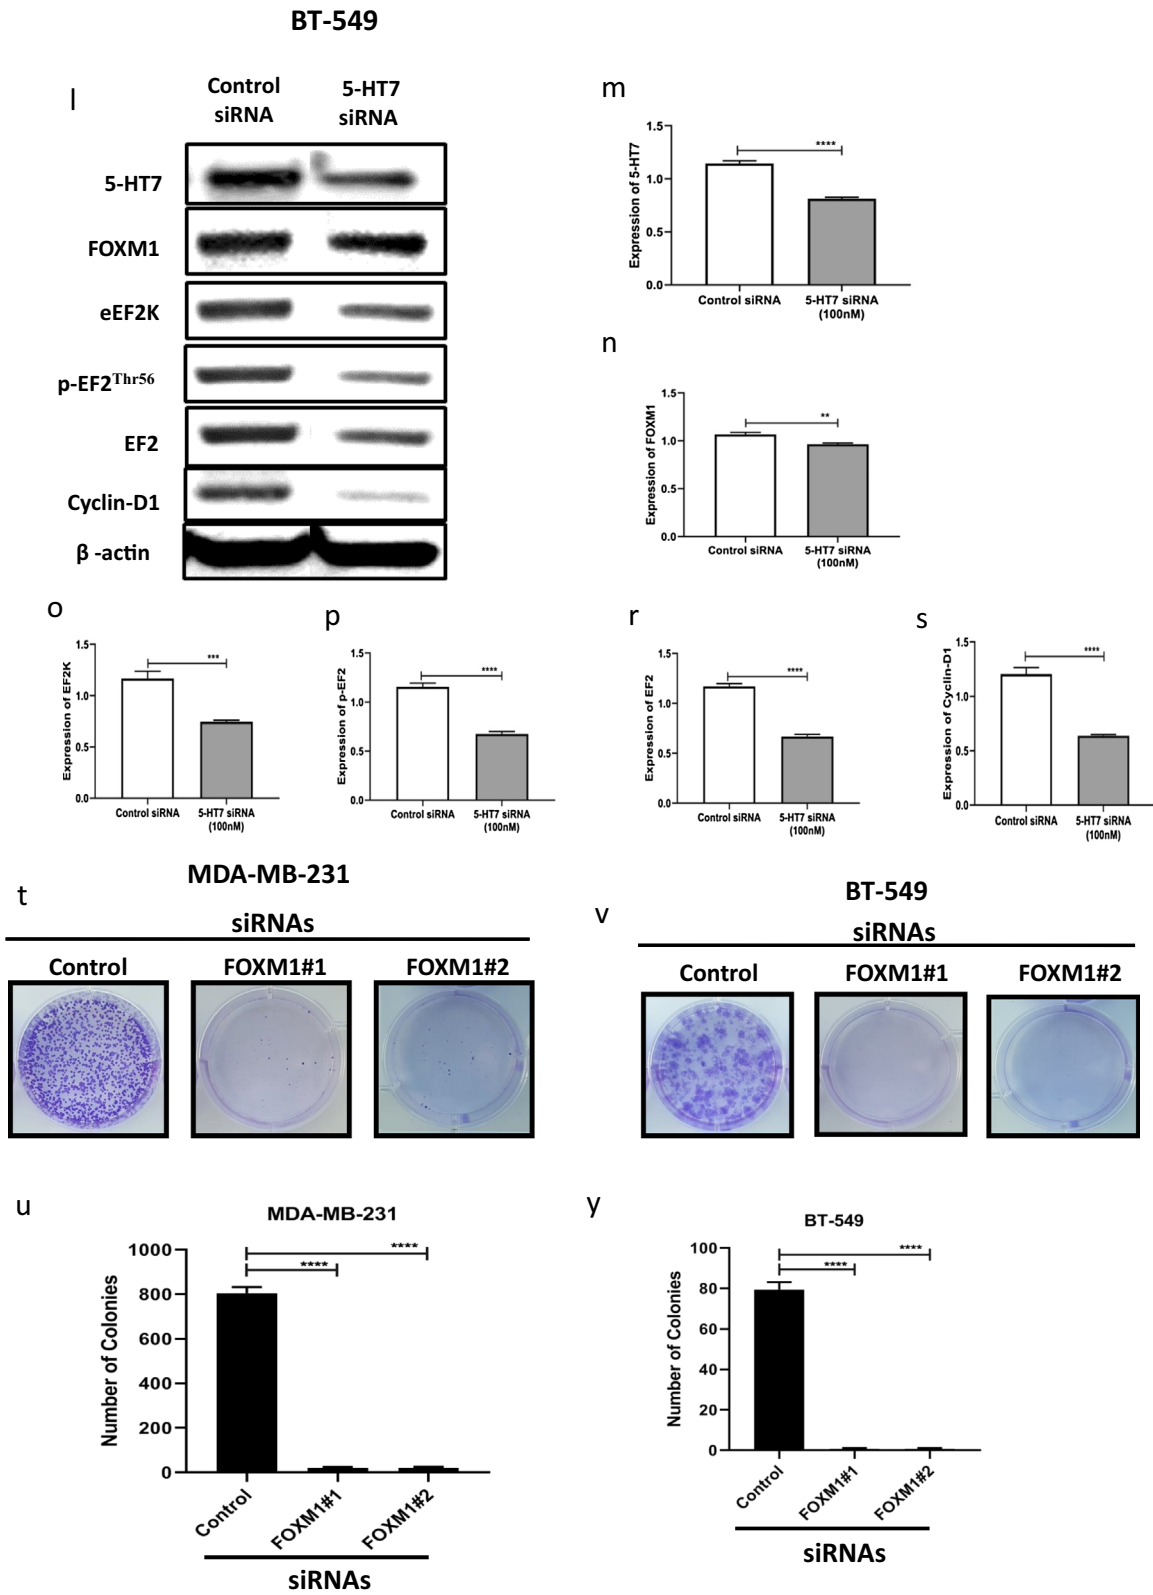 BT-549
l
Control
siRNA
5-HT7
siRNA
5-HT7
FOXM1
eEF2K
p-EF2Thr56
EF2
Cyclin-D1
β -actin
m
Expression of 5-HT7
1.5
1.0
0.5
0.0
****
Control siRNA
5-HT7 siRNA
(100nM)
n
Expression of FOXM1
1.5
1.0
0.5
0.0
**
Control siRNA
5-HT7 siRNA
(100nM)
o
Expression of EF2K
1.5
1.0
0.5
0.0
***
Control siRNA
5-HT7 siRNA
(100nM)
p
Expression of p-EF2
1.5
1.0
0.5
0.0
****
Control siRNA
5-HT7 siRNA
(100nM)
r
Expression of EF2
1.5
1.0
0.5
0.0
****
Control siRNA
5-HT7 siRNA
(100nM)
s
Expression of Cyclin-D1
1.5
1.0
0.5
0.0
****
Control siRNA
5-HT7 siRNA
(100nM)
t
MDA-MB-231
siRNAs
Control
FOXM1#1
FOXM1#2
v
BT-549
siRNAs
Control
FOXM1#1
FOXM1#2
u
MDA-MB-231
Number of Colonies
1000
800
600
400
200
0
****
****
Control
FOXM1#1
FOXM1#2
siRNAs
y
BT-549
Number of Colonies
100
80
60
40
20
0
****
****
Control
FOXM1#1
FOXM1#2
siRNAs